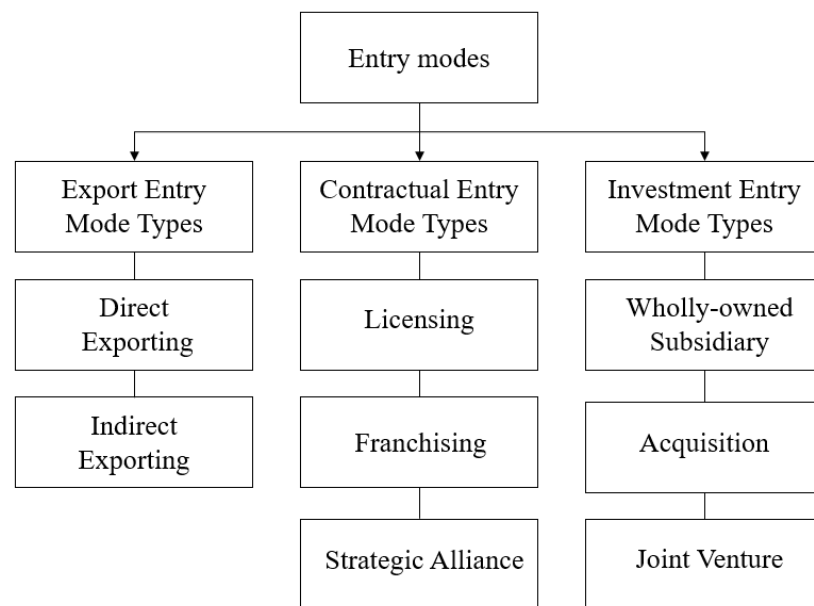 Entry modes
Export Entry
Mode Types
Contractual Entry
Mode Types
Investment Entry
Mode Types
Direct
Exporting
Licensing
Wholly-owned
Subsidiary
Indirect
Exporting
Franchising
Acquisition
Strategic Alliance
Joint Venture